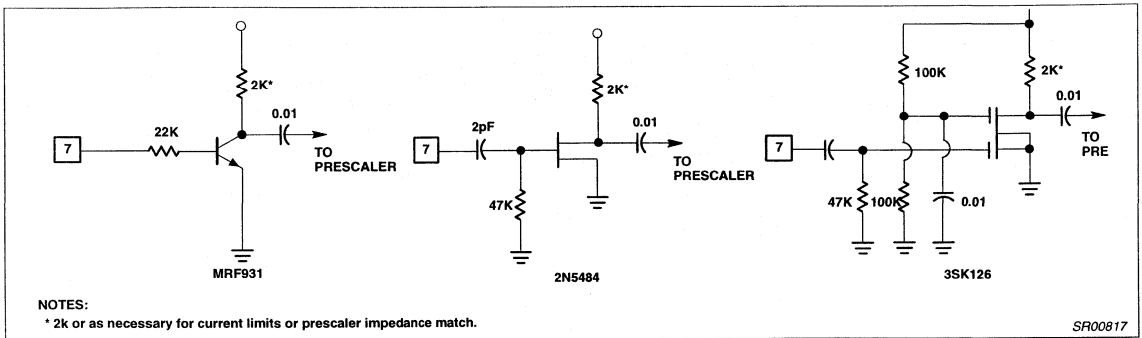 2K*
0.01
22K
7
TO
PRESCALER
MRF931
2K*
0.01
2pF
7
TO
PRESCALER
47K
2N5484
100K
2K*
0.01
7
TO
PRE
47K
100K
0.01
3SK126
NOTES:
* 2k or as necessary for current limits or prescaler impedance match.
SR00817